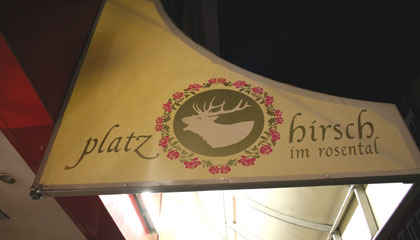 platz hirsch
im rosental